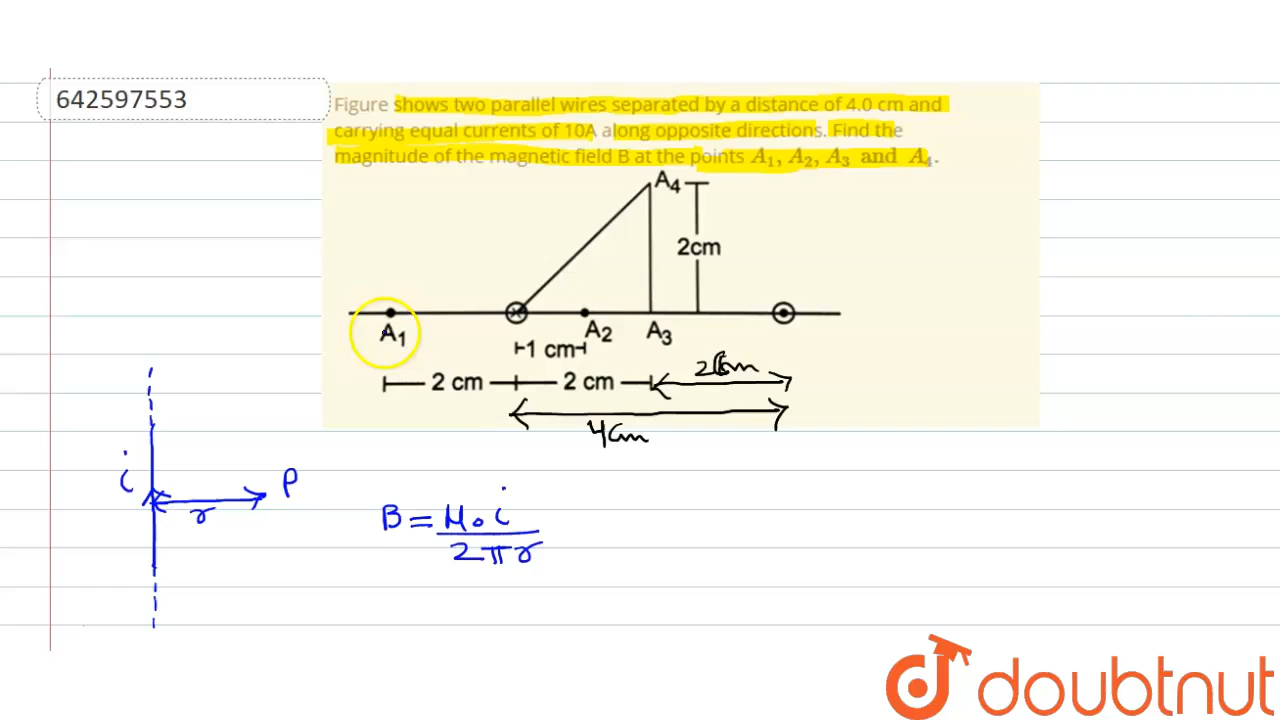 642597553
Figure shows two parallel wires separated by a distance of 4.0 cm and
carrying equal currents of 10A along opposite directions. Find the
magnitude of the magnetic field B at the points A₁, A₂, A₃ and A₄.
A₄
2cm
A₁
A₂
A₃
1 cm
2 cm
2 cm
2cm
4cm
i
r
P
B = μ₀ i
2πr
doubtnut